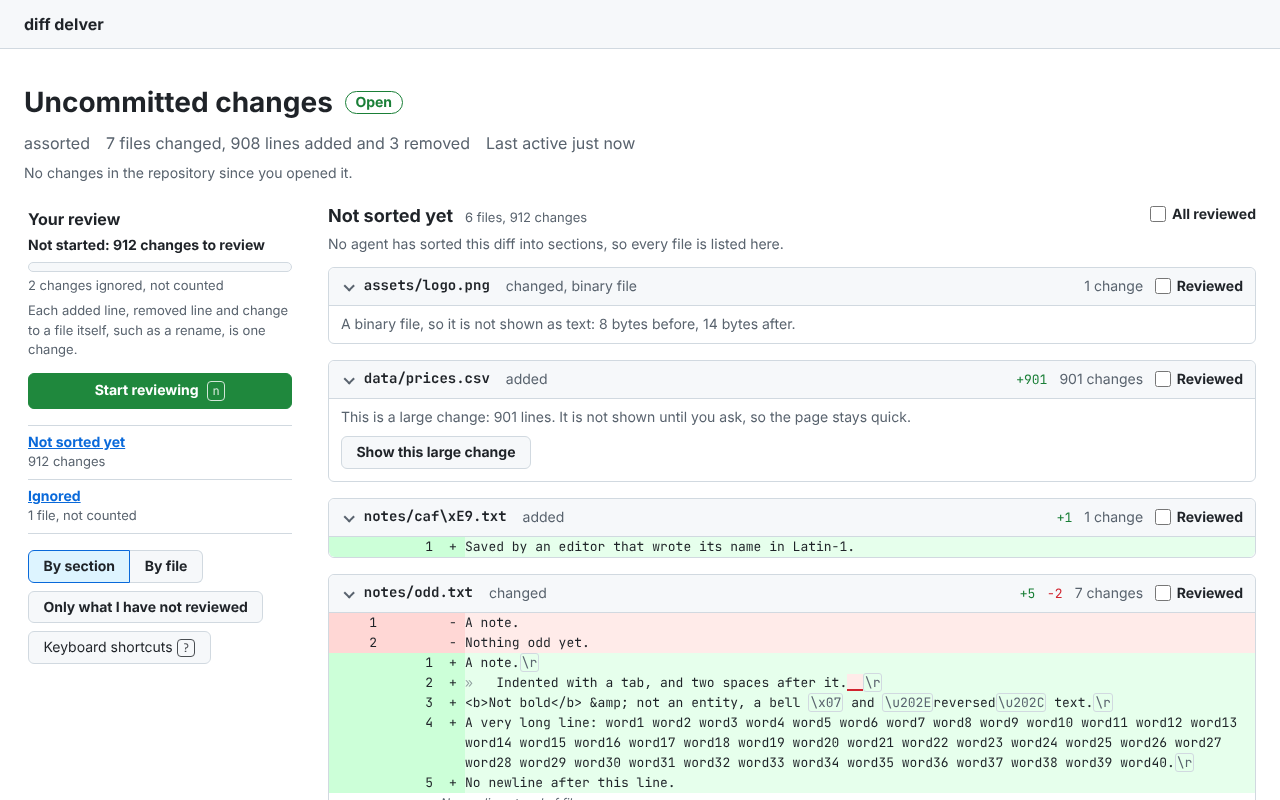 diff delver
Uncommitted changes Open
assorted 7 files changed, 908 lines added and 3 removed Last active just now
No changes in the repository since you opened it.
Your review
Not started: 912 changes to review
2 changes ignored, not counted
Each added line, removed line and change
to a file itself, such as a rename, is one
change.
Start reviewing n
Not sorted yet
912 changes
Ignored
1 file, not counted
By section By file
Only what I have not reviewed
Keyboard shortcuts ?
Not sorted yet 6 files, 912 changes All reviewed
No agent has sorted this diff into sections, so every file is listed here.
assets/logo.png changed, binary file 1 change Reviewed
A binary file, so it is not shown as text: 8 bytes before, 14 bytes after.
data/prices.csv added +901 901 changes Reviewed
This is a large change: 901 lines. It is not shown until you ask, so the page stays quick.
Show this large change
notes/caf\xE9.txt added +1 1 change Reviewed
1 + Saved by an editor that wrote its name in Latin-1.
notes/odd.txt changed +5 -2 7 changes Reviewed
1 - A note.
2 - Nothing odd yet.
1 + A note.\r
2 + » Indented with a tab, and two spaces after it. \r
3 + <b>Not bold</b> &amp; not an entity, a bell \x07 and \u202Ereversed\u202C text.\r
4 + A very long line: word1 word2 word3 word4 word5 word6 word7 word8 word9 word10 word11 word12 word13
word14 word15 word16 word17 word18 word19 word20 word21 word22 word23 word24 word25 word26 word27
word28 word29 word30 word31 word32 word33 word34 word35 word36 word37 word38 word39 word40.\r
5 + No newline after this line.